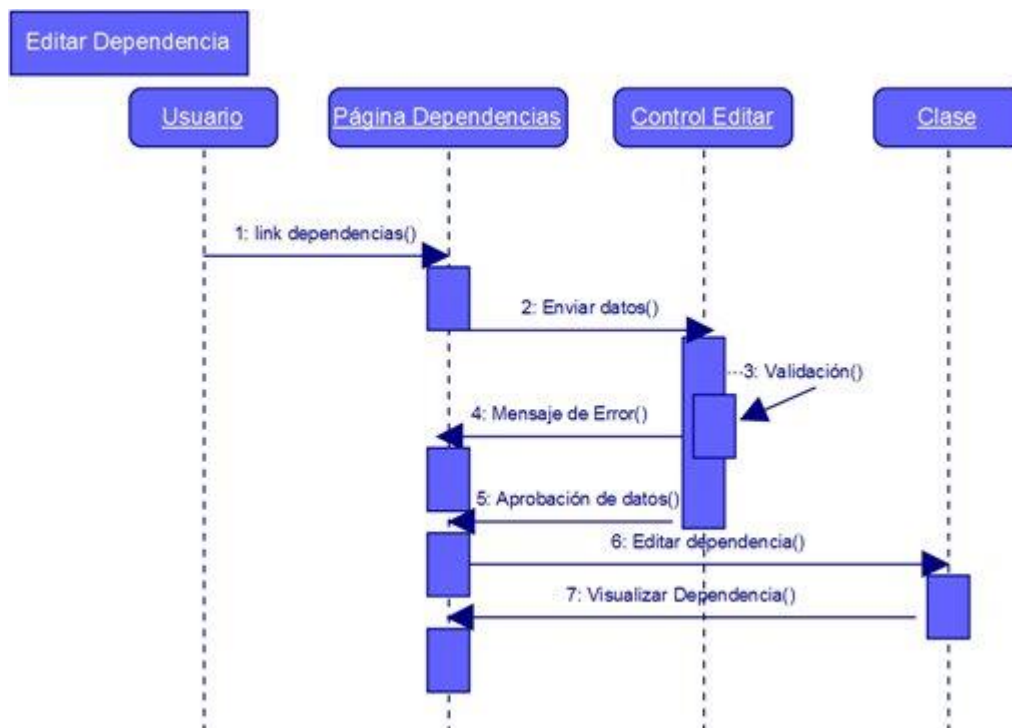 Editar Dependencia
Usuario
Página Dependencias
Control Editar
Clase
1: link dependencias()
2: Enviar datos()
3: Validación()
4: Mensaje de Error()
5: Aprobación de datos()
6: Editar dependencia()
7: Visualizar Dependencia()